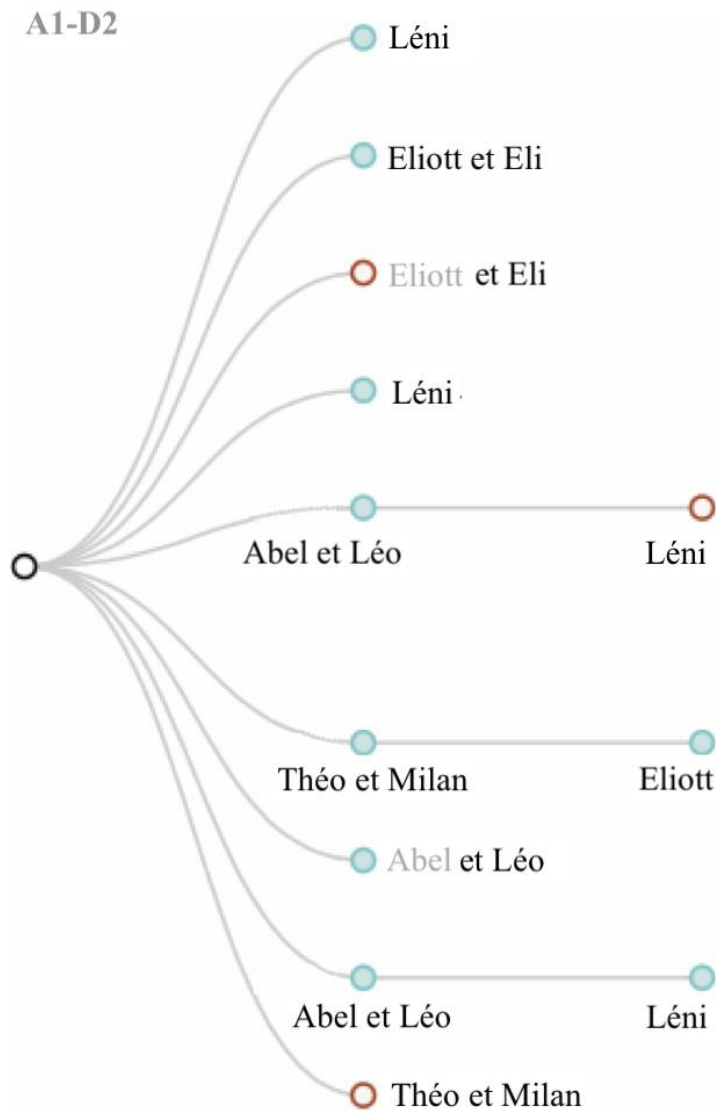 A1-D2
Léni
Eliott et Eli
Eliott et Eli
Léni
Abel et Léo
Léni
Théo et Milan
Eliott
Abel et Léo
Abel et Léo
Léni
Théo et Milan